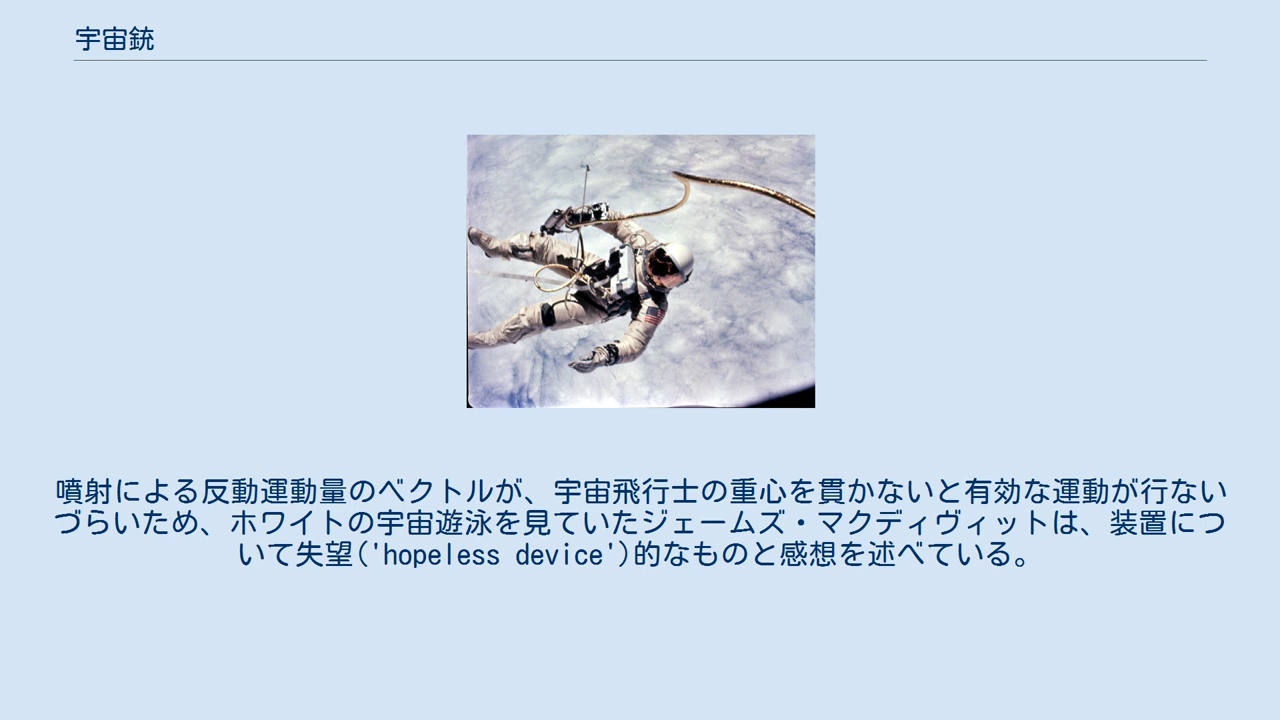 宇宙銃
噴射による反動運動量のベクトルが、宇宙飛行士の重心を貫かないと有効な運動が行ない
づらいため、ホワイトの宇宙遊泳を見ていたジェームズ・マクディヴィットは、装置につ
いて失望('hopeless device')的なものと感想を述べている。